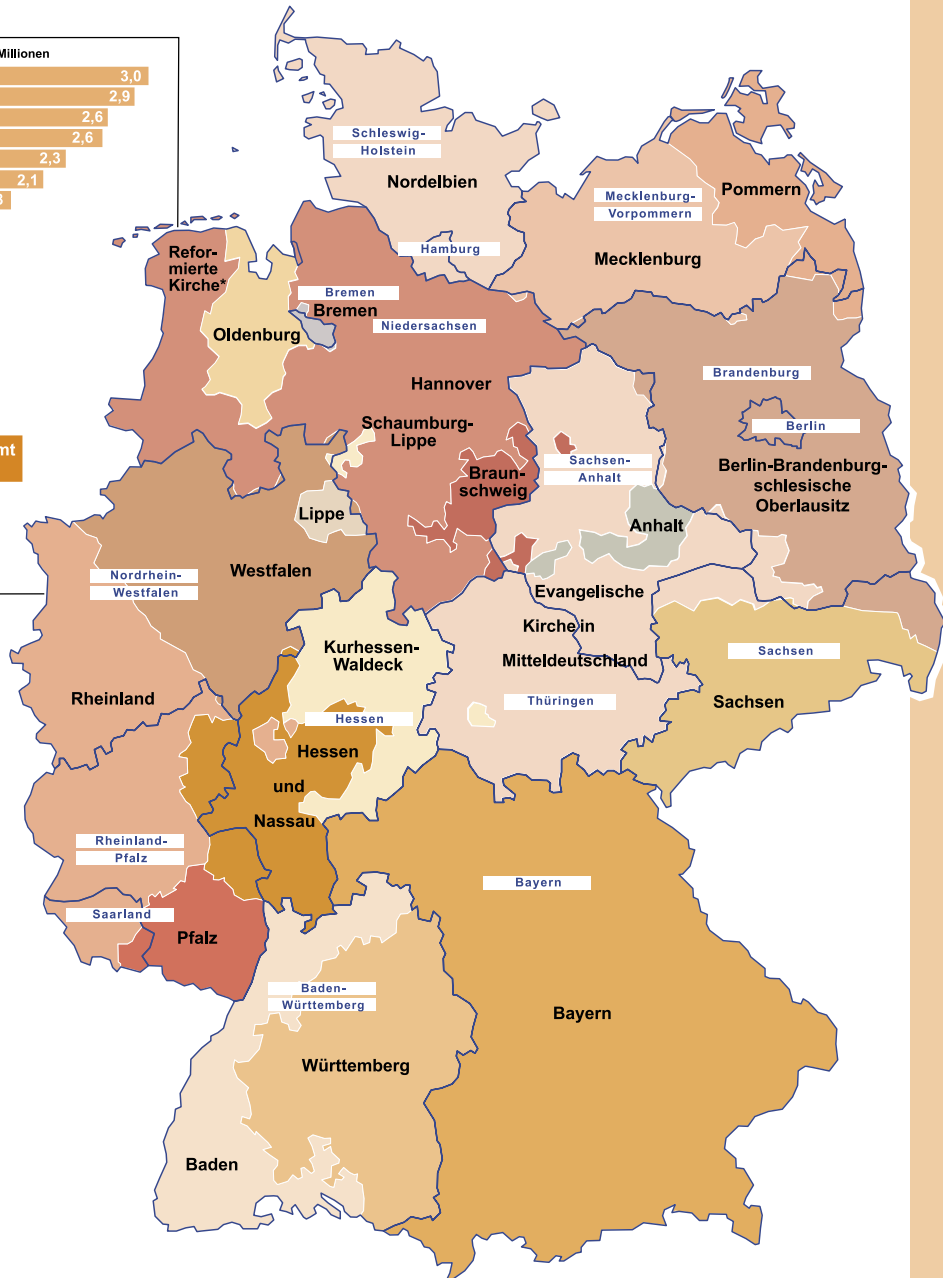 Millionen
3,0
2,9
2,6
2,6
2,3
2,1
Schleswig-
Holstein
Nordelbien
Hamburg
Mecklenburg-
Vorpommern
Pommern
Mecklenburg
Refor-
mierte
Kirche*
Oldenburg
Bremen
Bremen
Niedersachsen
Hannover
Schaumburg-
Lippe
Braun-
schweig
Brandenburg
Berlin
Berlin-Brandenburg-
schlesische
Oberlausitz
Sachsen-
Anhalt
Anhalt
mt
Lippe
Westfalen
Nordrhein-
Westfalen
Rheinland
Evangelische
Kirche in
Mitteldeutschland
Thüringen
Sachsen
Sachsen
Kurhessen-
Waldeck
Hessen
Hessen
und
Nassau
Rheinland-
Pfalz
Saarland
Pfalz
Bayern
Bayern
Baden-
Württemberg
Württemberg
Baden